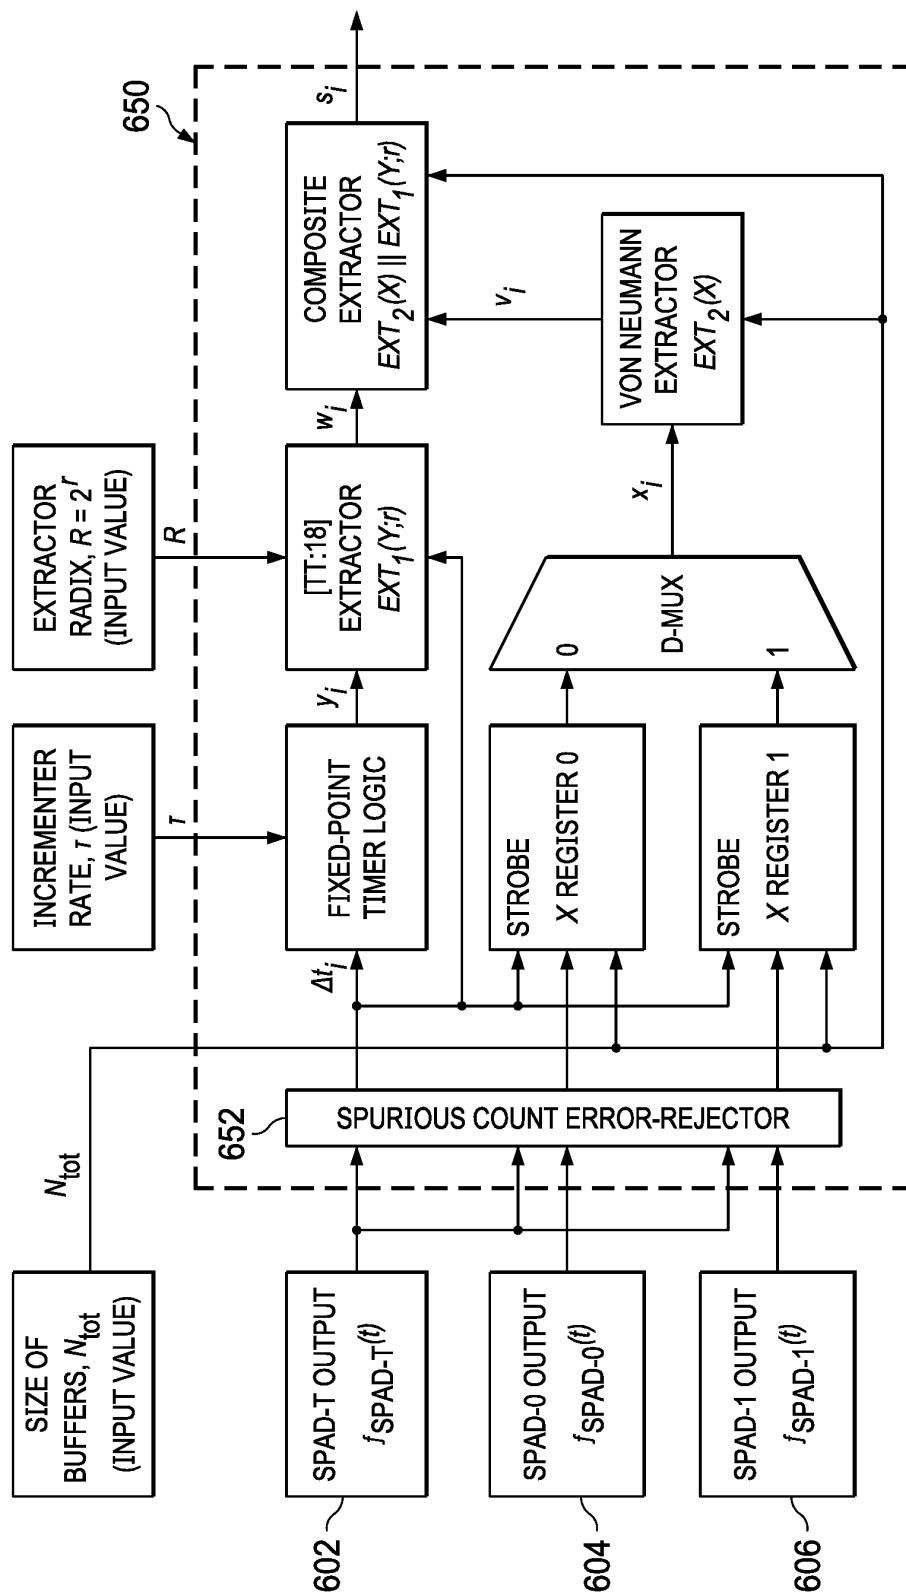 SIZE OF
BUFFERS, N_tot
(INPUT VALUE)
N_tot
INCREMENTER
RATE, τ (INPUT
VALUE)
τ
EXTRACTOR
RADIX, R = 2^r
(INPUT VALUE)
R
650
602
SPAD-T OUTPUT
f_SPAD-T^(t)
604
SPAD-0 OUTPUT
f_SPAD-0^(t)
606
SPAD-1 OUTPUT
f_SPAD-1^(t)
652
SPURIOUS COUNT ERROR-REJECTOR
Δt_i
FIXED-POINT
TIMER LOGIC
y_i
[TT:18]
EXTRACTOR
EXT_1(Y;r)
w_i
COMPOSITE
EXTRACTOR
EXT_2(X) || EXT_1(Y;r)
s_i
STROBE
X REGISTER 0
STROBE
X REGISTER 1
0
1
D-MUX
x_i
VON NEUMANN
EXTRACTOR
EXT_2(X)
v_i